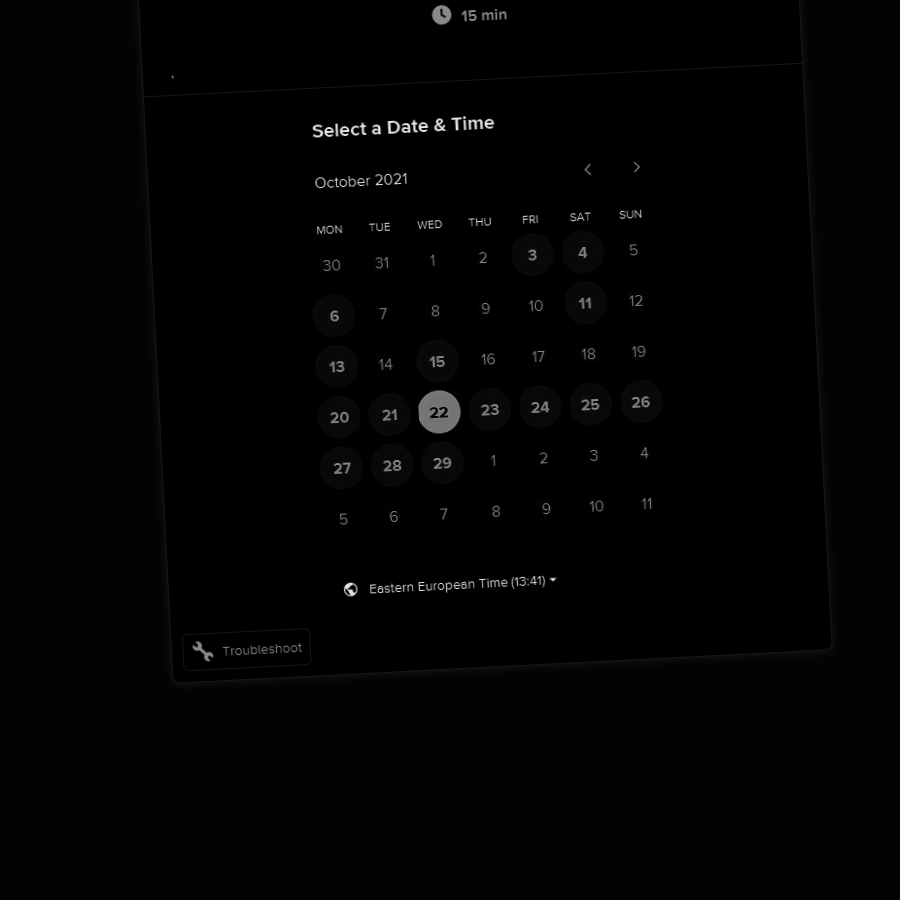 15 min
.
Select a Date & Time
October 2021
MON TUE WED THU FRI SAT SUN
30 31 1 2 3 4 5
6 7 8 9 10 11 12
13 14 15 16 17 18 19
20 21 22 23 24 25 26
27 28 29 1 2 3 4
5 6 7 8 9 10 11
Eastern European Time (13:41)
Troubleshoot